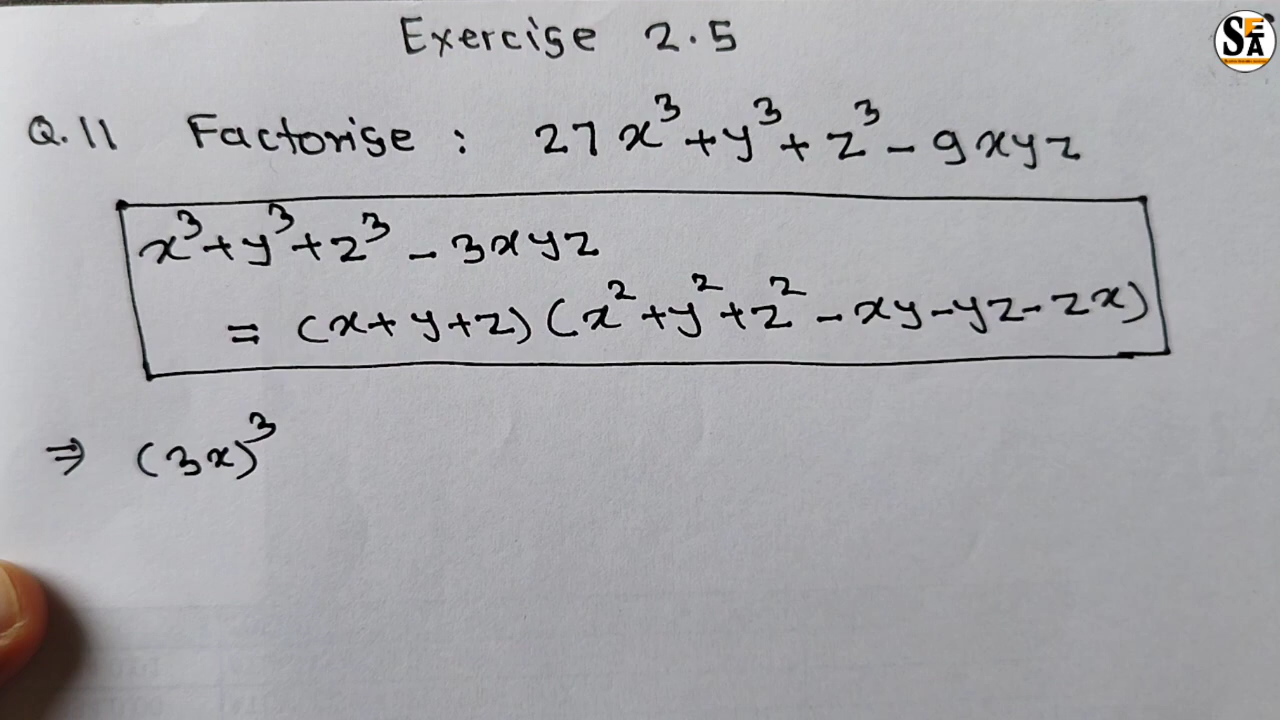 Exercise 2.5
Q.11 Factorise : 27x³+y³+z³-9xyz
x³+y³+z³-3xyz
= (x+y+z)(x²+y²+z²-xy-yz-zx)
⇒ (3x)³
SFA